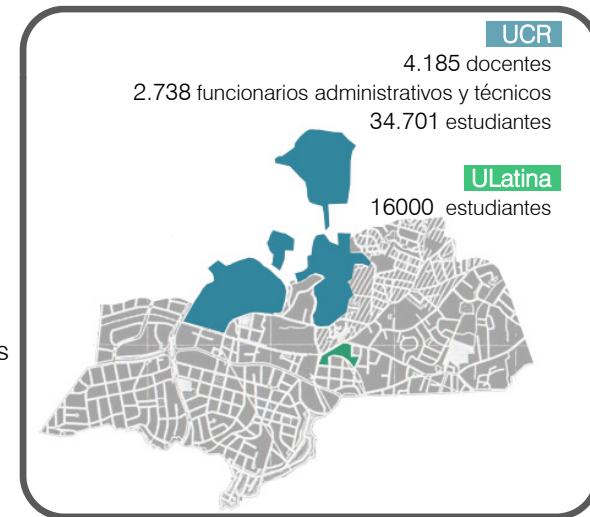 UCR
4.185 docentes
2.738 funcionarios administrativos y técnicos
34.701 estudiantes
ULatina
16000 estudiantes
s